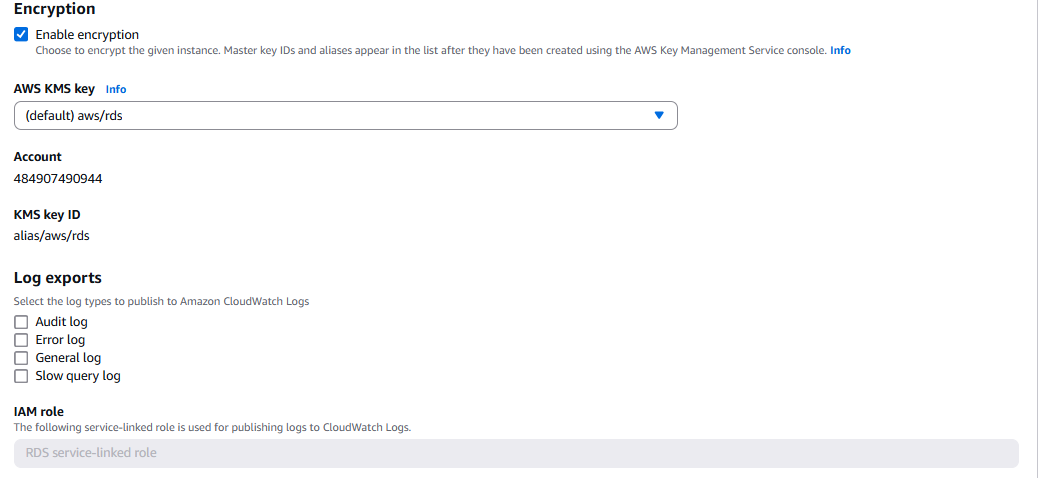 Encryption
Enable encryption
Choose to encrypt the given instance. Master key IDs and aliases appear in the list after they have been created using the AWS Key Management Service console. Info
AWS KMS key Info
(default) aws/rds
Account
484907490944
KMS key ID
alias/aws/rds
Log exports
Select the log types to publish to Amazon CloudWatch Logs
Audit log
Error log
General log
Slow query log
IAM role
The following service-linked role is used for publishing logs to CloudWatch Logs.
RDS service-linked role